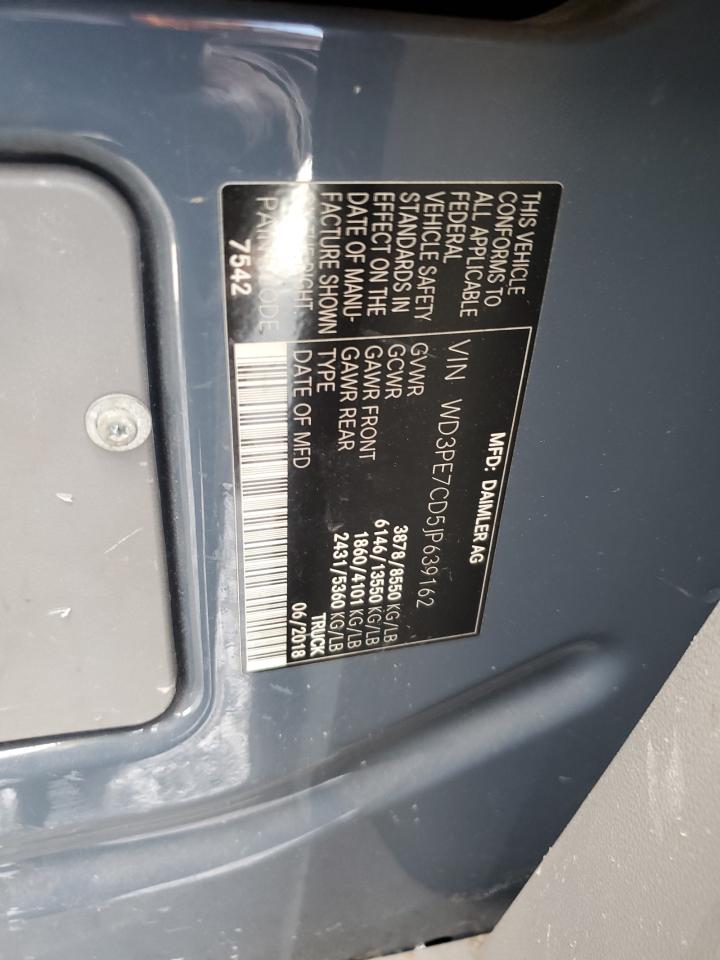 THIS VEHICLE
CONFORMS TO
ALL APPLICABLE
FEDERAL
VEHICLE SAFETY
STANDARDS IN
EFFECT ON THE
DATE OF MANU-
FACTURE SHOWN
PAINT CODE
7542
MFD: DAIMLER AG
VIN WD3PE7CD5JP639162
GVWR 3878/8550 KG/LB
GCWR 6146/13550 KG/LB
GAWR FRONT 1860/4101 KG/LB
GAWR REAR 2431/5360 KG/LB
TYPE TRUCK
DATE OF MFD 06/2018